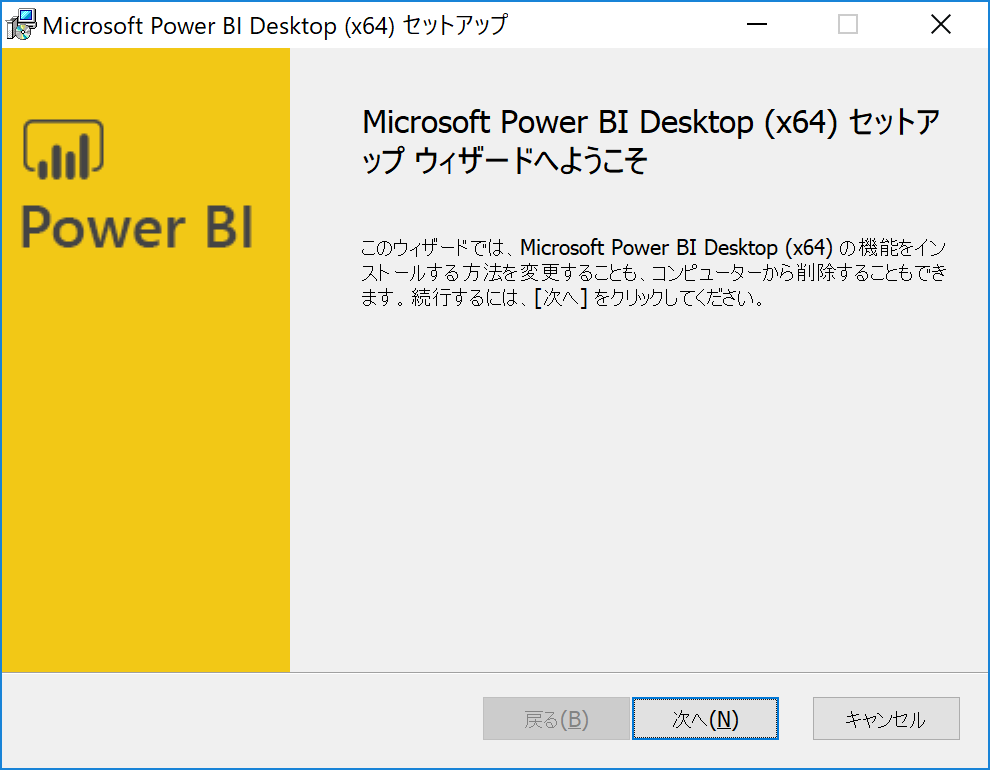 Microsoft Power BI Desktop (x64) セットアップ
Power BI
Microsoft Power BI Desktop (x64) セットア
ップ ウィザードへようこそ
このウィザードでは、Microsoft Power BI Desktop (x64) の機能をイン
ストールする方法を変更することも、コンピューターから削除することもでき
ます。続行するには、[次へ] をクリックしてください。
戻る(B) 次へ(N) キャンセル